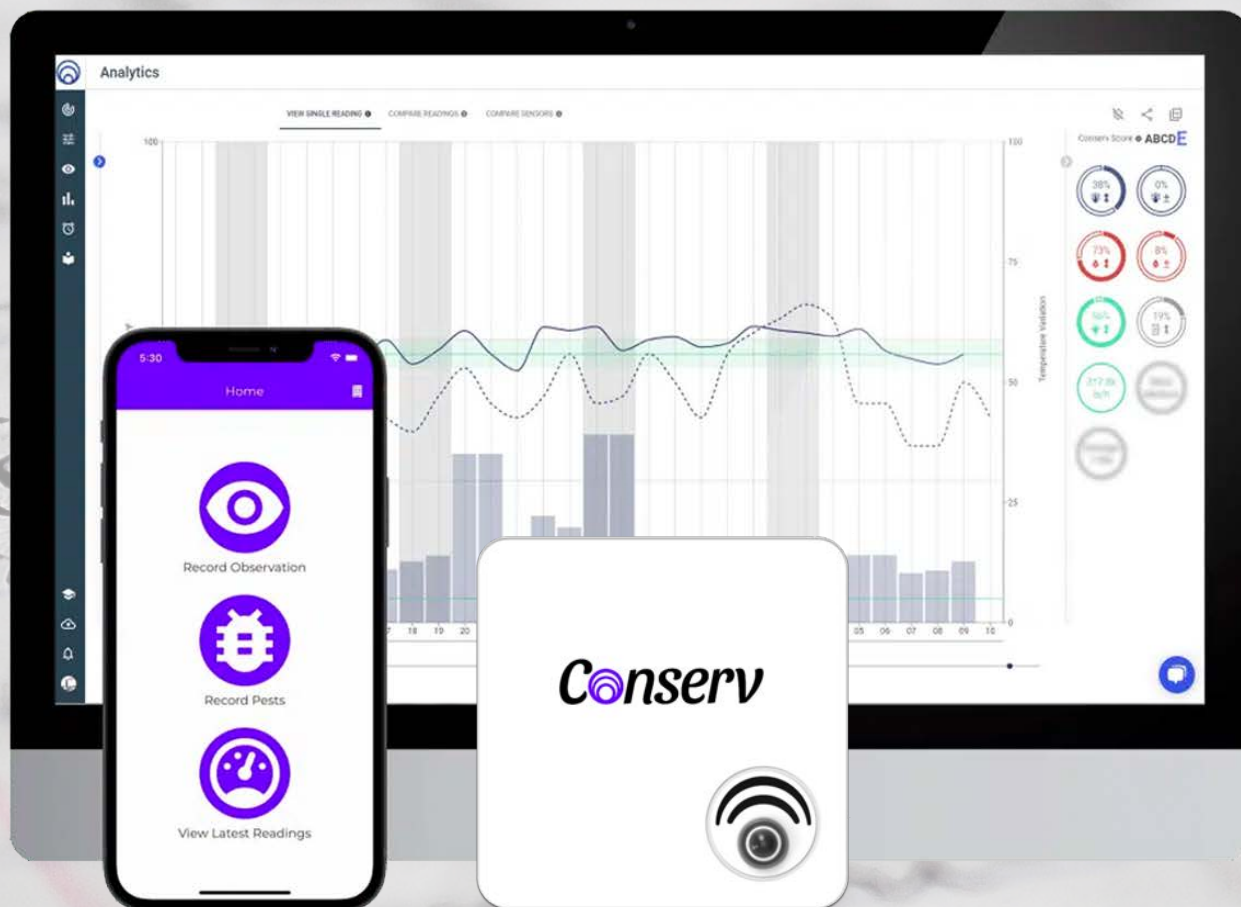 Analytics
VIEW SINGLE READING
COMPARE READINGS
COMPARE SENSORS
Conserv Score ABCDE
100
100
75
50
25
0
Temperature Variation
38%
0%
73%
8%
19%
18 19 20
05 06 07 08 09 10
5:30
Home
Record Observation
Record Pests
View Latest Readings
Conserv